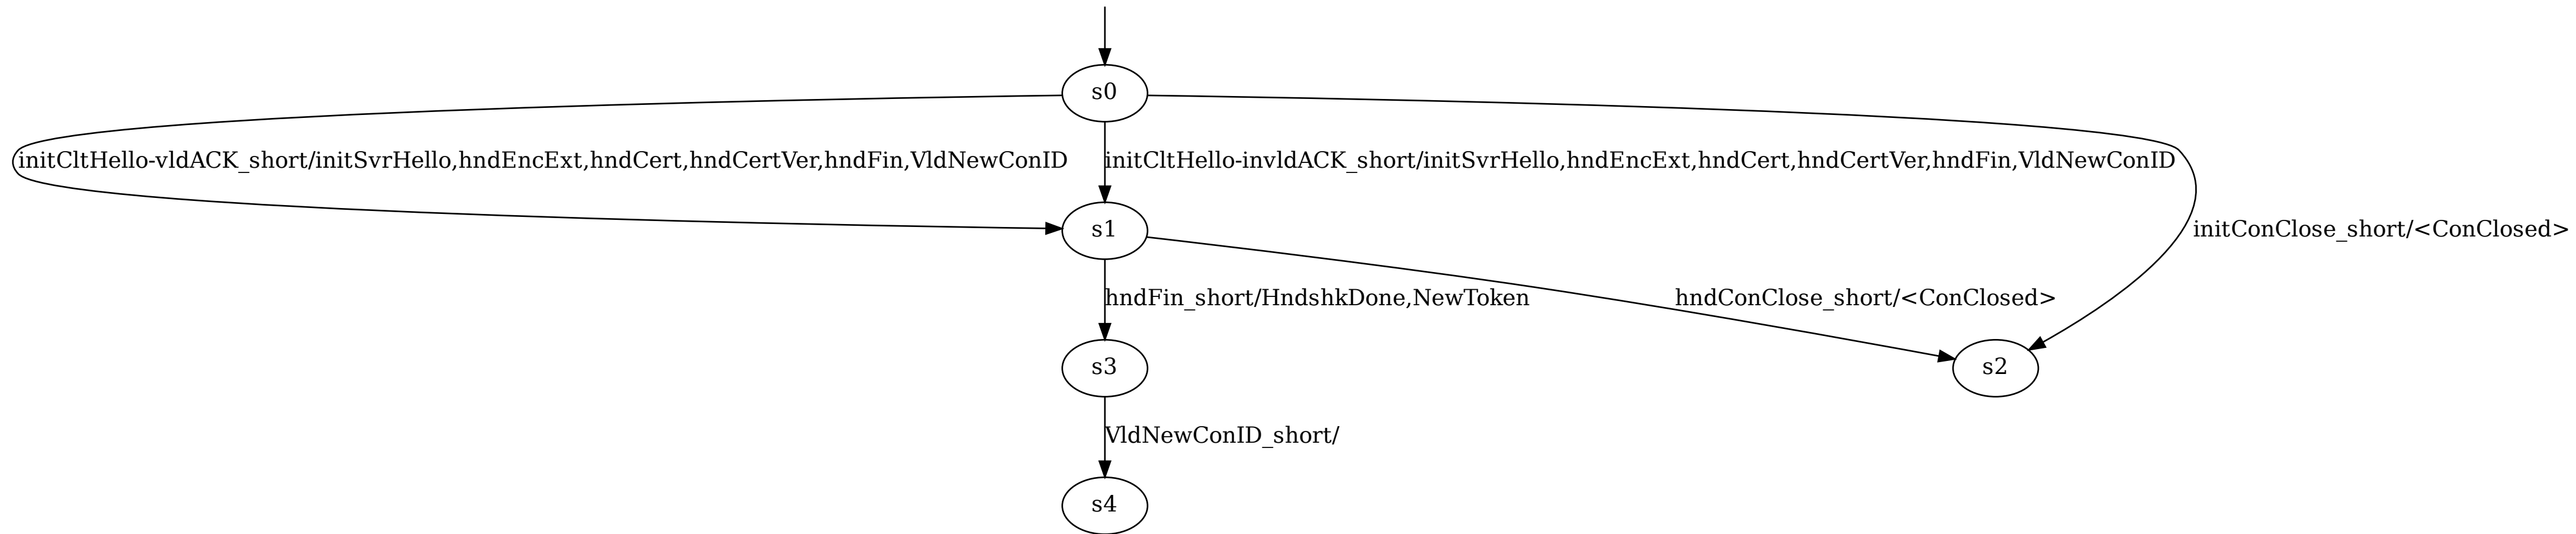 s0
initCltHello-vldACK_short/initSvrHello,hndEncExt,hndCert,hndCertVer,hndFin,VldNewConID
initCltHello-invldACK_short/initSvrHello,hndEncExt,hndCert,hndCertVer,hndFin,VldNewConID
s1
initConClose_short/<ConClosed>
hndFin_short/HndshkDone,NewToken
hndConClose_short/<ConClosed>
s3
s2
VldNewConID_short/
s4